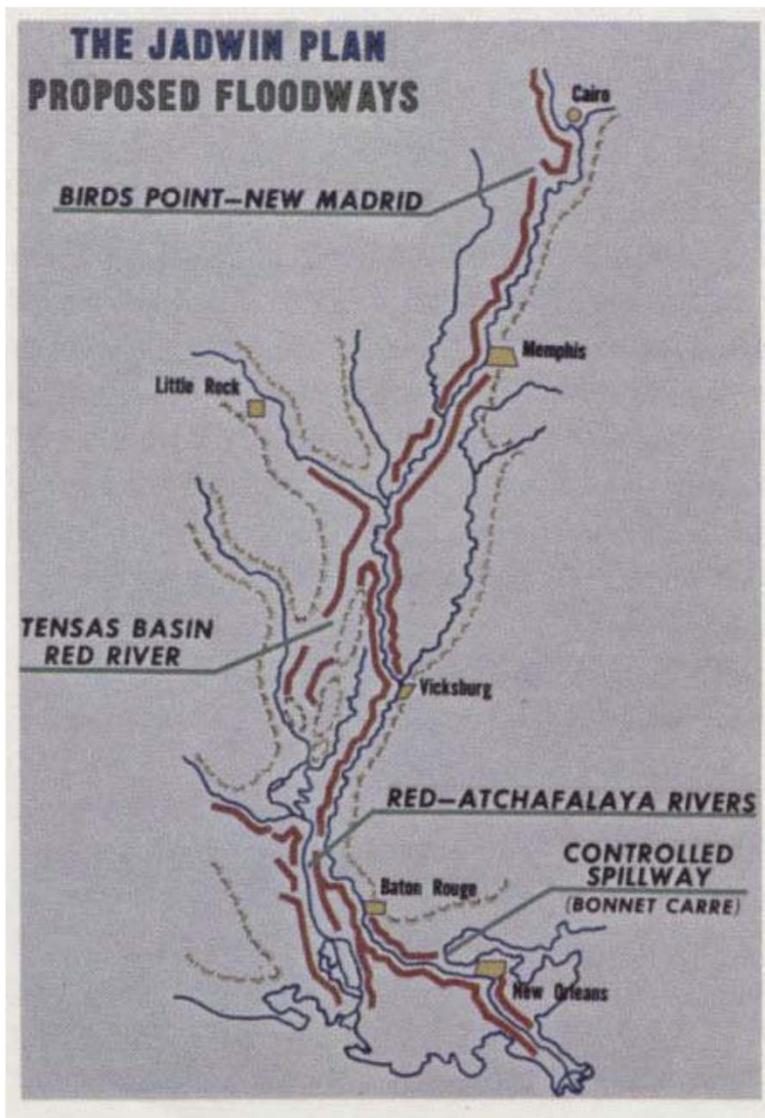 THE JADWIN PLAN
PROPOSED FLOODWAYS
Cairo
BIRDS POINT–NEW MADRID
Memphis
Little Rock
TENSAS BASIN
RED RIVER
Vicksburg
RED–ATCHAFALAYA RIVERS
CONTROLLED
SPILLWAY
(BONNET CARRE)
Baton Rouge
New Orleans